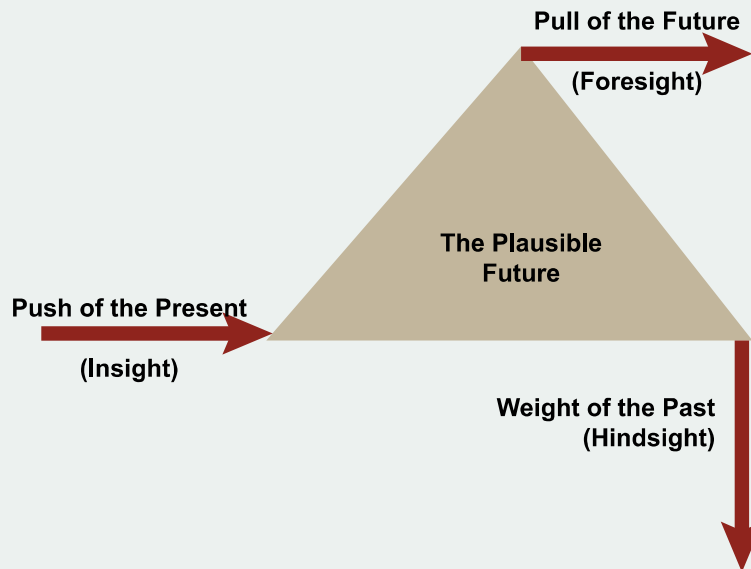 Pull of the Future
(Foresight)
The Plausible
Future
Push of the Present
(Insight)
Weight of the Past
(Hindsight)